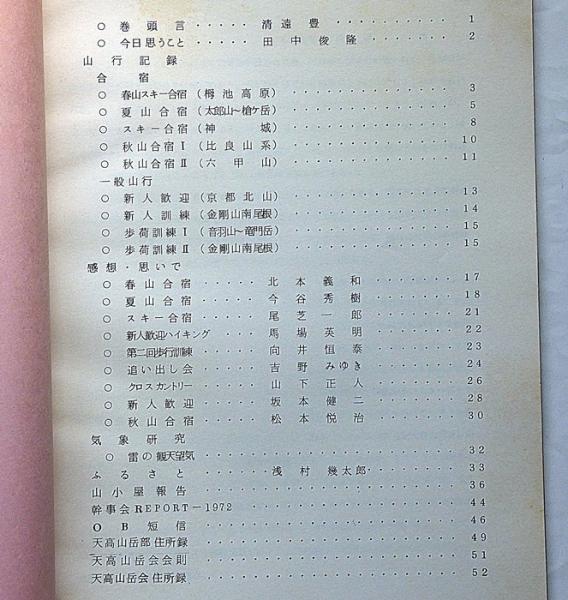 ○ 巻頭言 ····· 清遠豊 ·········· 1
○ 今日思うこと ····· 田中俊隆 ······· 2
山行記録
合宿
○ 春山スキー合宿(栂池高原) ············ 3
○ 夏山合宿(太郎山〜槍ケ岳) ············ 5
○ スキー合宿(神城) ············ 8
○ 秋山合宿Ⅰ(比良山系) ············ 10
○ 秋山合宿Ⅱ(六甲山) ············ 11
一般山行
○ 新人歓迎(京都北山) ············ 13
○ 新人訓練(金剛山南尾根) ············ 14
○ 歩荷訓練Ⅰ(音羽山〜竜門岳) ············ 15
○ 歩荷訓練Ⅱ(金剛山南尾根) ············ 15
感想・思いで
○ 春山合宿 ····· 北本義和 ········ 17
○ 夏山合宿 ····· 今谷秀樹 ········ 18
○ スキー合宿 ····· 尾芝一郎 ········ 21
○ 新人歓迎ハイキング ····· 馬場英明 ········ 22
○ 第二回歩行訓練 ····· 向井恒泰 ········ 23
○ 追い出し会 ····· 吉野みゆき ········ 24
○ クロスカントリー ····· 山下正人 ········ 26
○ 新人歓迎 ····· 坂本健二 ········ 28
○ 秋山合宿 ····· 松本悦治 ········ 30
気象研究
○ 雷の観天望気 ················ 32
ふるさと ······ 浅村幾太郎 ········ 33
山小屋報告 ················ 36
幹事会REPORT－1972 ·············· 44
OB短信 ················ 46
天高山岳部住所録 ················ 49
天高山岳会会則 ················ 51
天高山岳会住所録 ················ 52